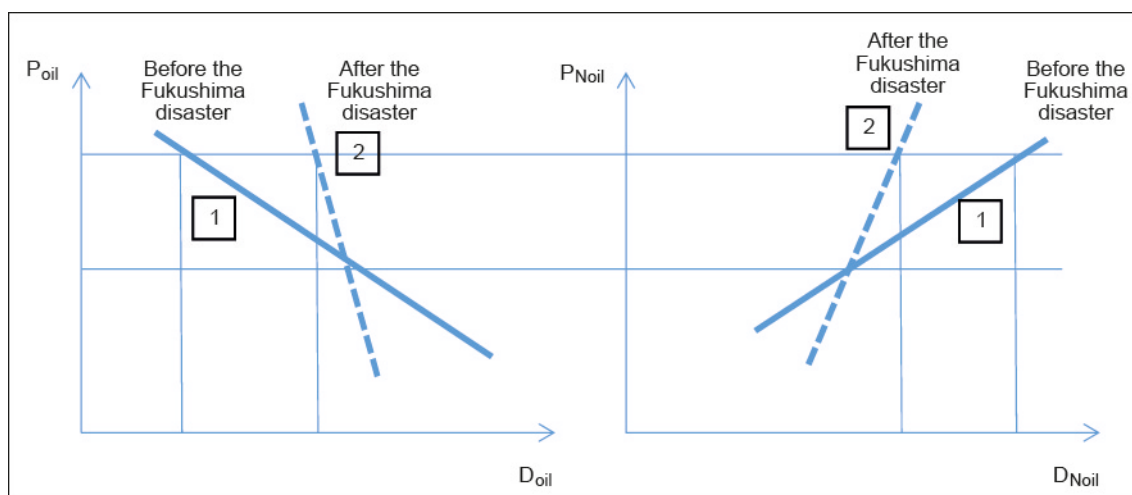 P_oil
Before the
Fukushima
disaster
After the
Fukushima
disaster
1
2
D_oil
P_Noil
After the
Fukushima
disaster
Before the
Fukushima
disaster
2
1
D_Noil